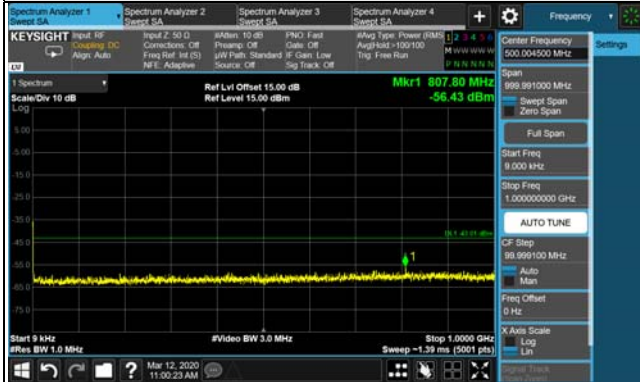 Spectrum Analyzer 1
Swept SA
Spectrum Analyzer 2
Swept SA
Spectrum Analyzer 3
Swept SA
Spectrum Analyzer 4
Swept SA
+
Frequency
KEYSIGHT
Input: RF
Coupling: DC
Align: Auto
Input Z: 50 Ω
Corrections: Off
Freq Ref: Int (S)
NFE: Adaptive
#Atten: 10 dB
Preamp: Off
µW Path: Standard
Source: Off
PNO: Fast
Gate: Off
IF Gain: Low
Sig Track: Off
#Avg Type: Power (RMS
Avg|Hold:>100/100
Trig: Free Run
1 2 3 4 5 6
M W W W W W
P N N N N N
LXI
1 Spectrum
Scale/Div 10 dB
Log
Ref Lvl Offset 15.00 dB
Ref Level 15.00 dBm
Mkr1 807.80 MHz
-56.43 dBm
5.00
-5.00
-15.0
-25.0
-35.0
-45.0
-55.0
-65.0
-75.0
1
Start 9 kHz
#Res BW 1.0 MHz
#Video BW 3.0 MHz
Stop 1.0000 GHz
Sweep ~1.39 ms (5001 pts)
Center Frequency
500.004500 MHz
Settings
Span
999.991000 MHz
Swept Span
Zero Span
Full Span
Start Freq
9.000 kHz
Stop Freq
1.000000000 GHz
AUTO TUNE
CF Step
99.999100 MHz
Auto
Man
Freq Offset
0 Hz
X Axis Scale
Log
Lin
Signal Track
?
Mar 12, 2020
11:00:23 AM